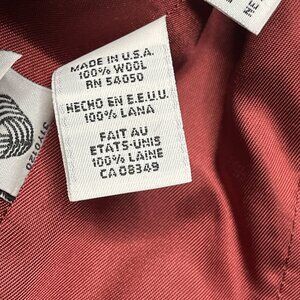 MADE IN U.S.A.
100% WOOL
RN 54050
HECHO EN E.E.U.U.
100% LANA
FAIT AU
ETATS-UNIS
100% LAINE
CA 08349